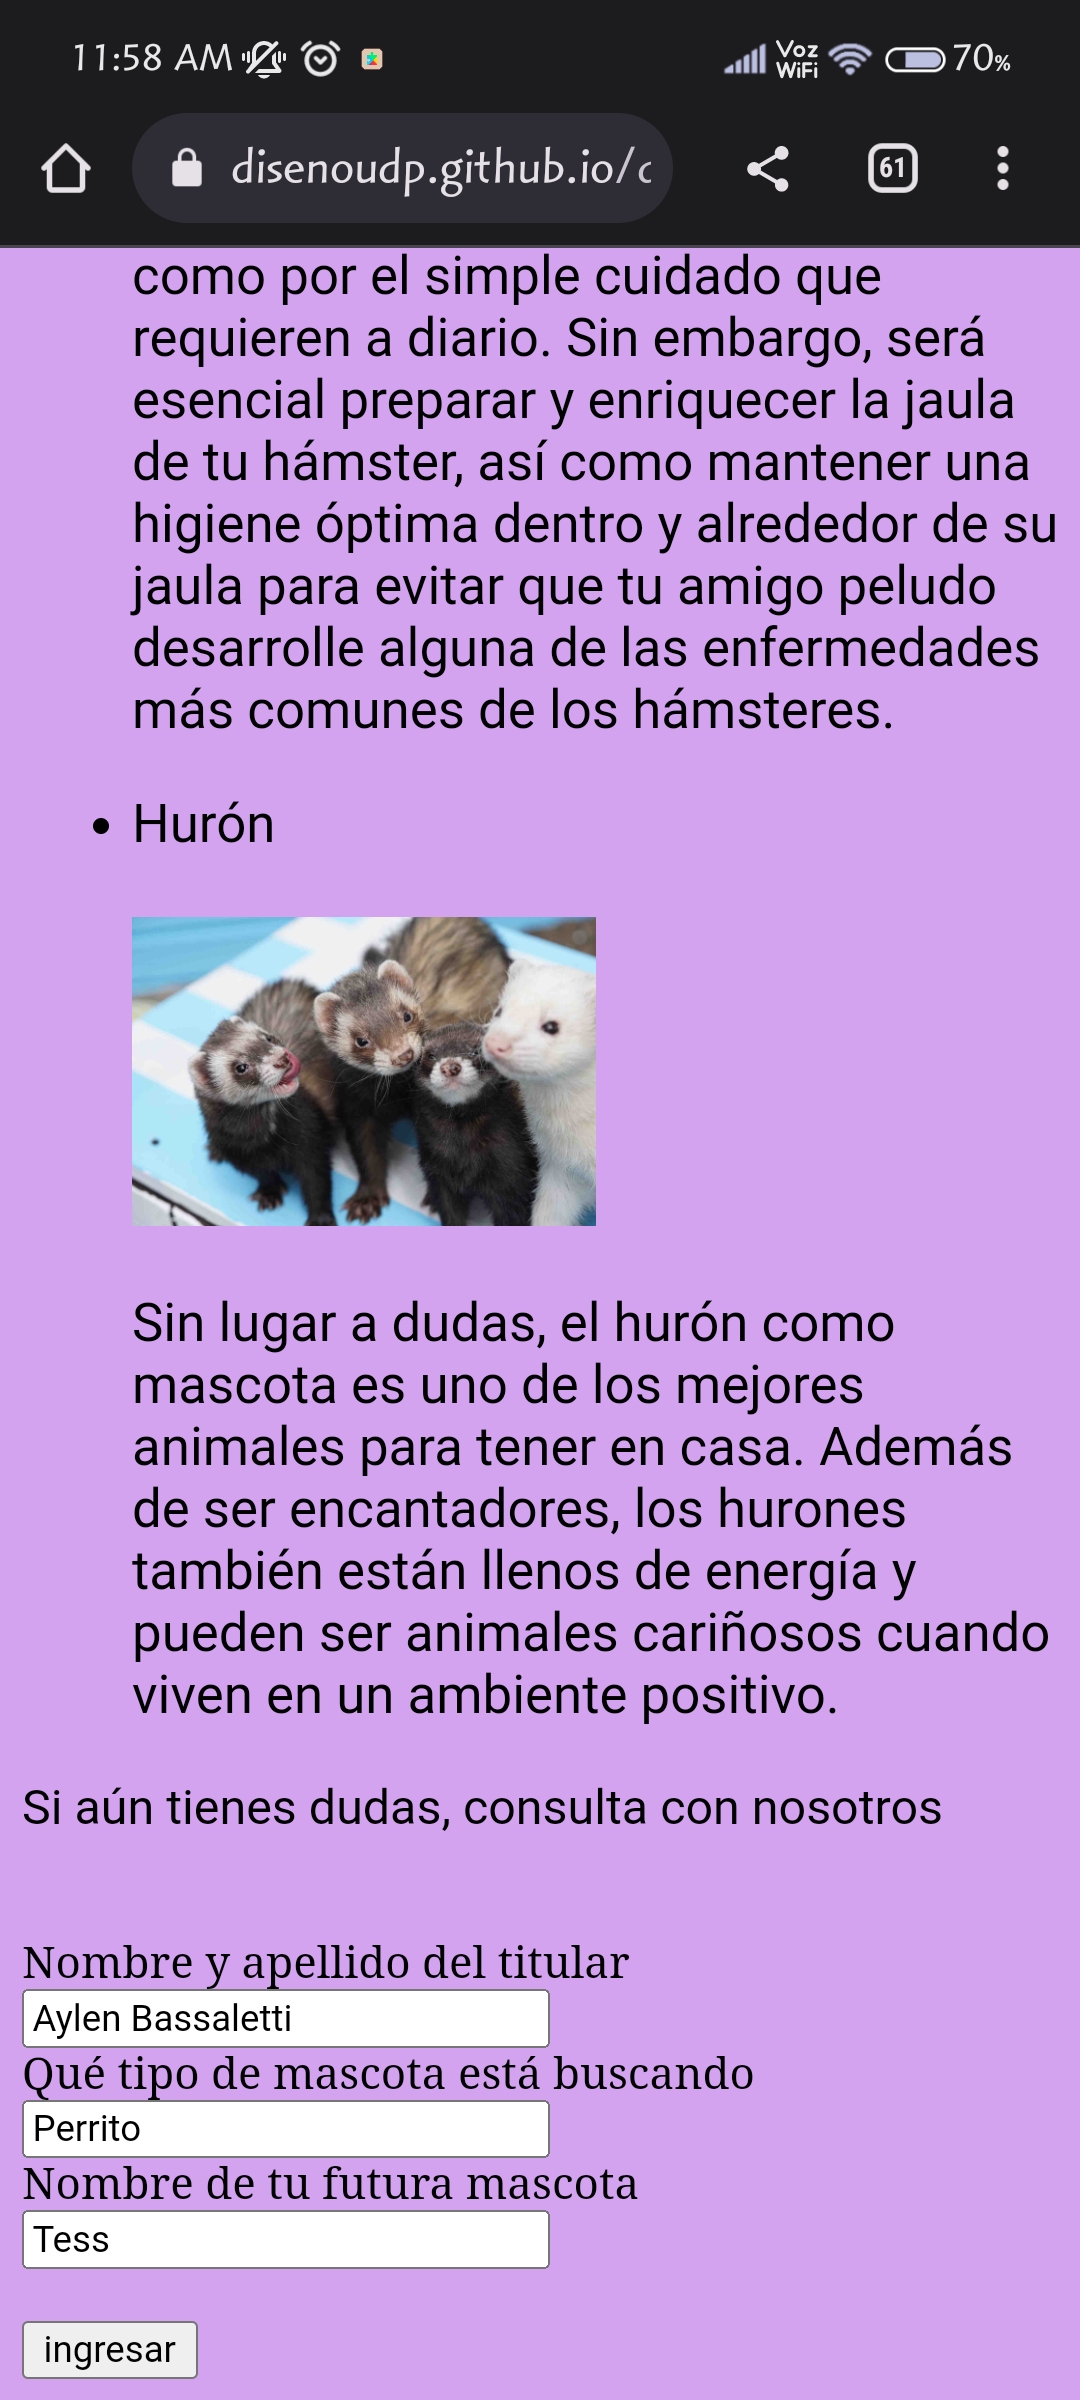 11:58 AM
Voz
WiFi
70%
disenoudp.github.io/c
61
como por el simple cuidado que
requieren a diario. Sin embargo, será
esencial preparar y enriquecer la jaula
de tu hámster, así como mantener una
higiene óptima dentro y alrededor de su
jaula para evitar que tu amigo peludo
desarrolle alguna de las enfermedades
más comunes de los hámsteres.
• Hurón
Sin lugar a dudas, el hurón como
mascota es uno de los mejores
animales para tener en casa. Además
de ser encantadores, los hurones
también están llenos de energía y
pueden ser animales cariñosos cuando
viven en un ambiente positivo.
Si aún tienes dudas, consulta con nosotros
Nombre y apellido del titular
Aylen Bassaletti
Qué tipo de mascota está buscando
Perrito
Nombre de tu futura mascota
Tess
ingresar